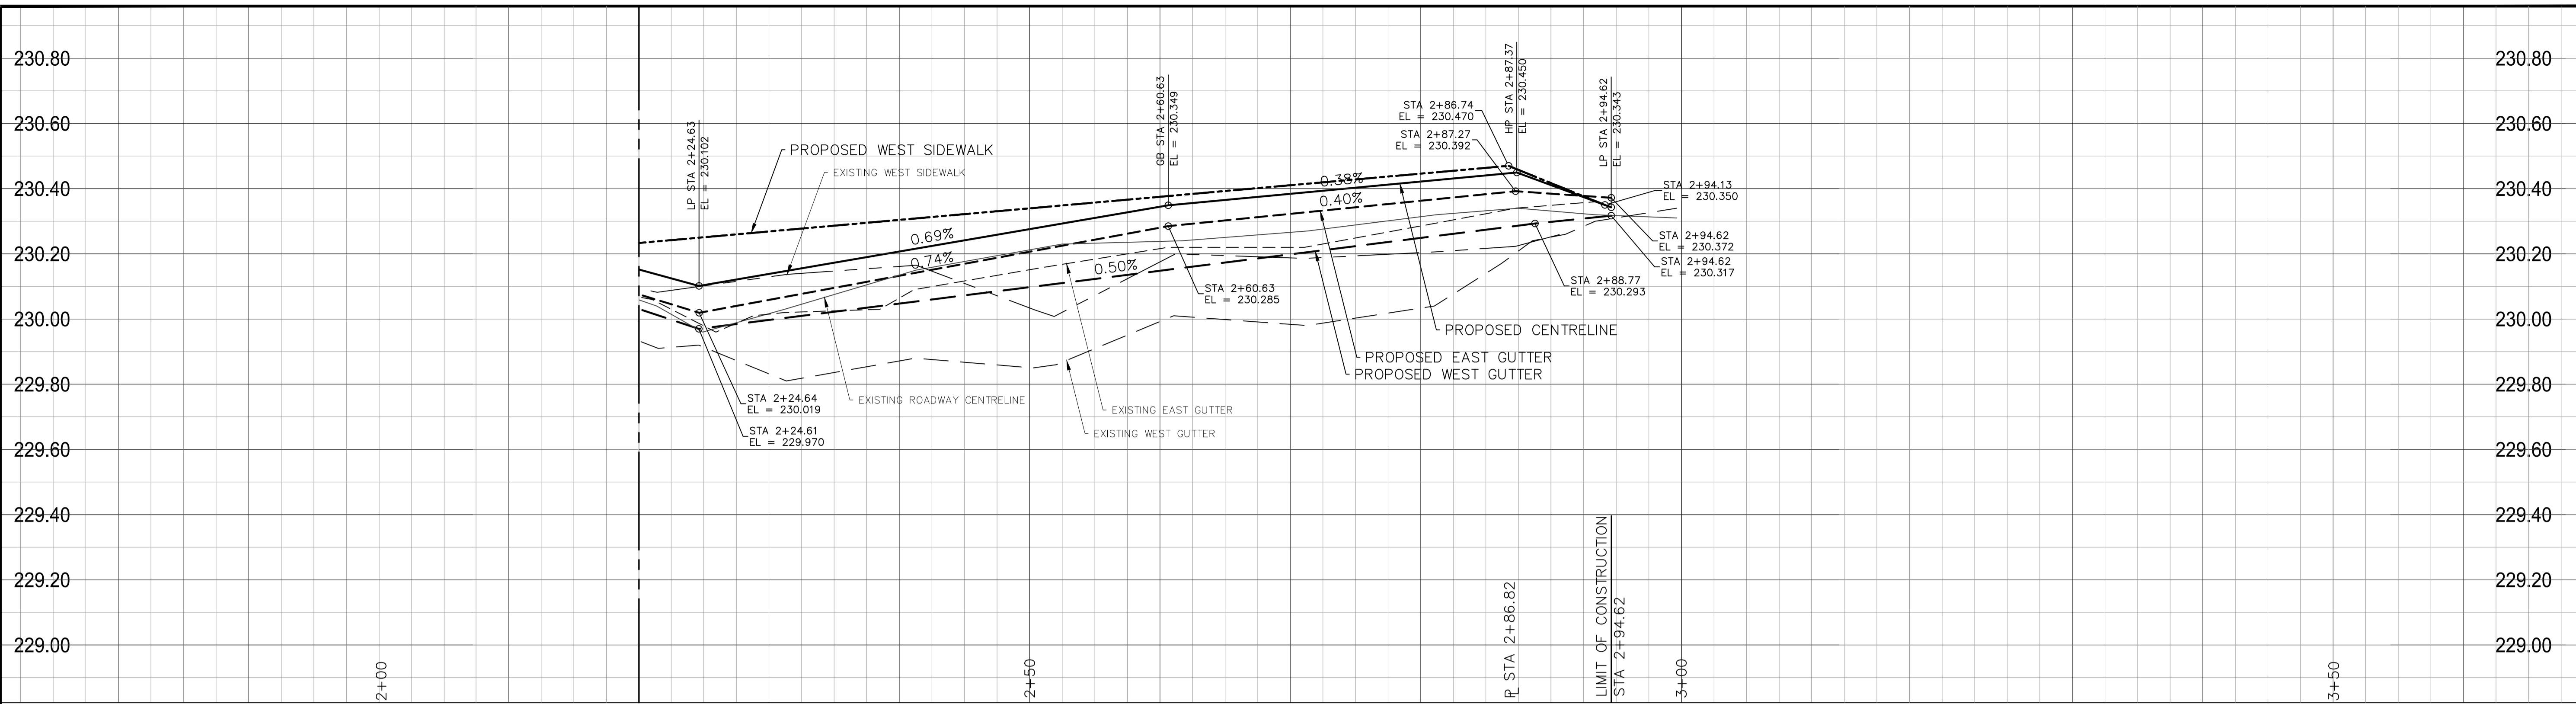 230.80
230.60
230.40
230.20
230.00
229.80
229.60
229.40
229.20
229.00
LP STA 2+24.63
EL = 230.102
PROPOSED WEST SIDEWALK
EXISTING WEST SIDEWALK
GB STA 2+60.63
EL = 230.349
STA 2+86.74
EL = 230.470
STA 2+87.27
EL = 230.392
HP STA 2+87.37
EL = 230.450
LP STA 2+94.62
EL = 230.343
STA 2+94.13
EL = 230.350
STA 2+94.62
EL = 230.372
STA 2+94.62
EL = 230.317
0.69%
0.74%
0.50%
0.38%
0.40%
STA 2+60.63
EL = 230.285
STA 2+88.77
EL = 230.293
PROPOSED CENTRELINE
PROPOSED EAST GUTTER
PROPOSED WEST GUTTER
STA 2+24.64
EL = 230.019
STA 2+24.61
EL = 229.970
EXISTING ROADWAY CENTRELINE
EXISTING EAST GUTTER
EXISTING WEST GUTTER
PL STA 2+86.82
LIMIT OF CONSTRUCTION
STA 2+94.62
2+00
2+50
3+00
3+50
230.80
230.60
230.40
230.20
230.00
229.80
229.60
229.40
229.20
229.00